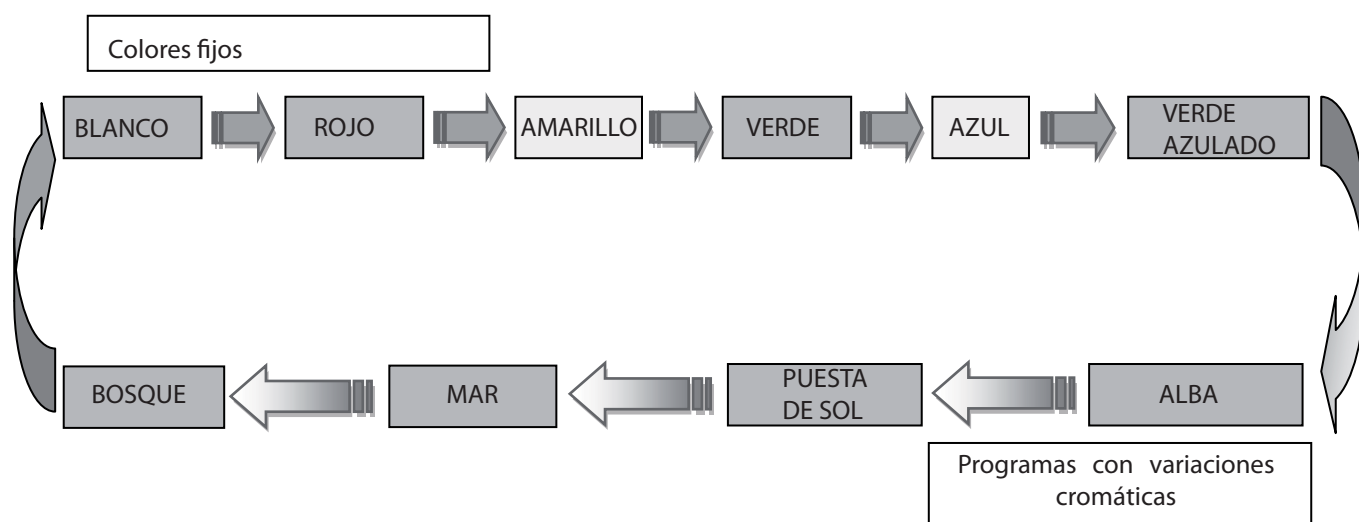 Colores fijos
BLANCO
ROJO
AMARILLO
VERDE
AZUL
VERDE
AZULADO
BOSQUE
MAR
PUESTA
DE SOL
ALBA
Programas con variaciones
cromáticas